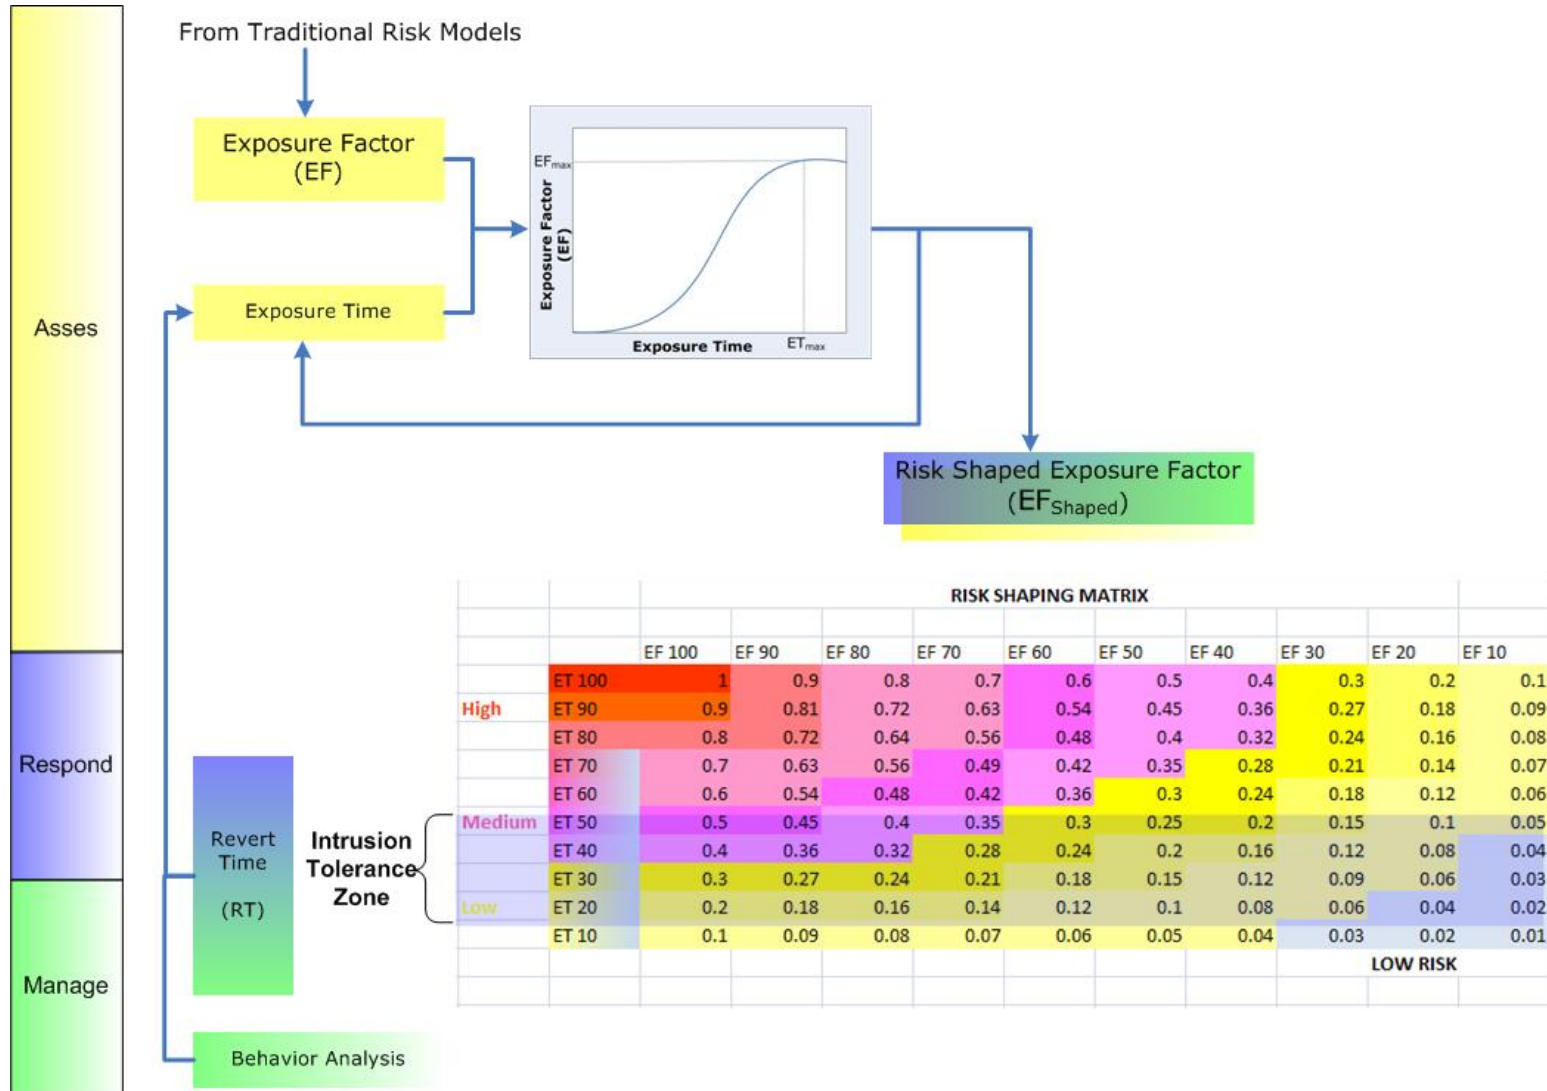 From Traditional Risk Models
Exposure Factor
(EF)
EFmax
Exposure Factor
(EF)
Exposure Time
ETmax
Exposure Time
Asses
Risk Shaped Exposure Factor
(EFShaped)
RISK SHAPING MATRIX
EF 100 EF 90 EF 80 EF 70 EF 60 EF 50 EF 40 EF 30 EF 20 EF 10
ET 100 1 0.9 0.8 0.7 0.6 0.5 0.4 0.3 0.2 0.1
High ET 90 0.9 0.81 0.72 0.63 0.54 0.45 0.36 0.27 0.18 0.09
ET 80 0.8 0.72 0.64 0.56 0.48 0.4 0.32 0.24 0.16 0.08
ET 70 0.7 0.63 0.56 0.49 0.42 0.35 0.28 0.21 0.14 0.07
ET 60 0.6 0.54 0.48 0.42 0.36 0.3 0.24 0.18 0.12 0.06
Medium ET 50 0.5 0.45 0.4 0.35 0.3 0.25 0.2 0.15 0.1 0.05
ET 40 0.4 0.36 0.32 0.28 0.24 0.2 0.16 0.12 0.08 0.04
ET 30 0.3 0.27 0.24 0.21 0.18 0.15 0.12 0.09 0.06 0.03
Low ET 20 0.2 0.18 0.16 0.14 0.12 0.1 0.08 0.06 0.04 0.02
ET 10 0.1 0.09 0.08 0.07 0.06 0.05 0.04 0.03 0.02 0.01
LOW RISK
Respond
Revert
Time
(RT)
Intrusion
Tolerance
Zone
Manage
Behavior Analysis